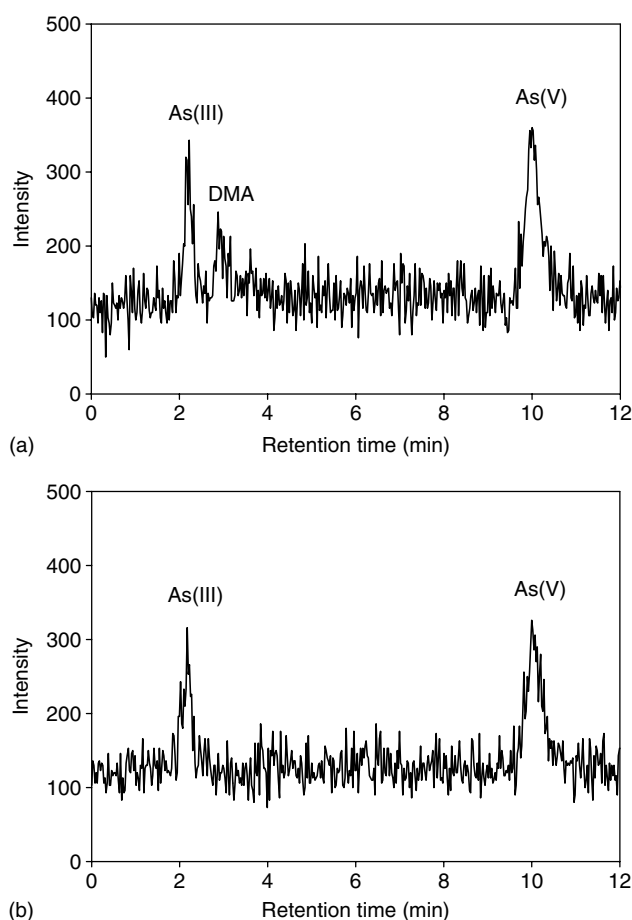 500
400
300
200
100
0
Intensity
As(III)
DMA
As(V)
0 2 4 6 8 10 12
Retention time (min)
(a)
500
400
300
200
100
0
Intensity
As(III)
As(V)
0 2 4 6 8 10 12
Retention time (min)
(b)